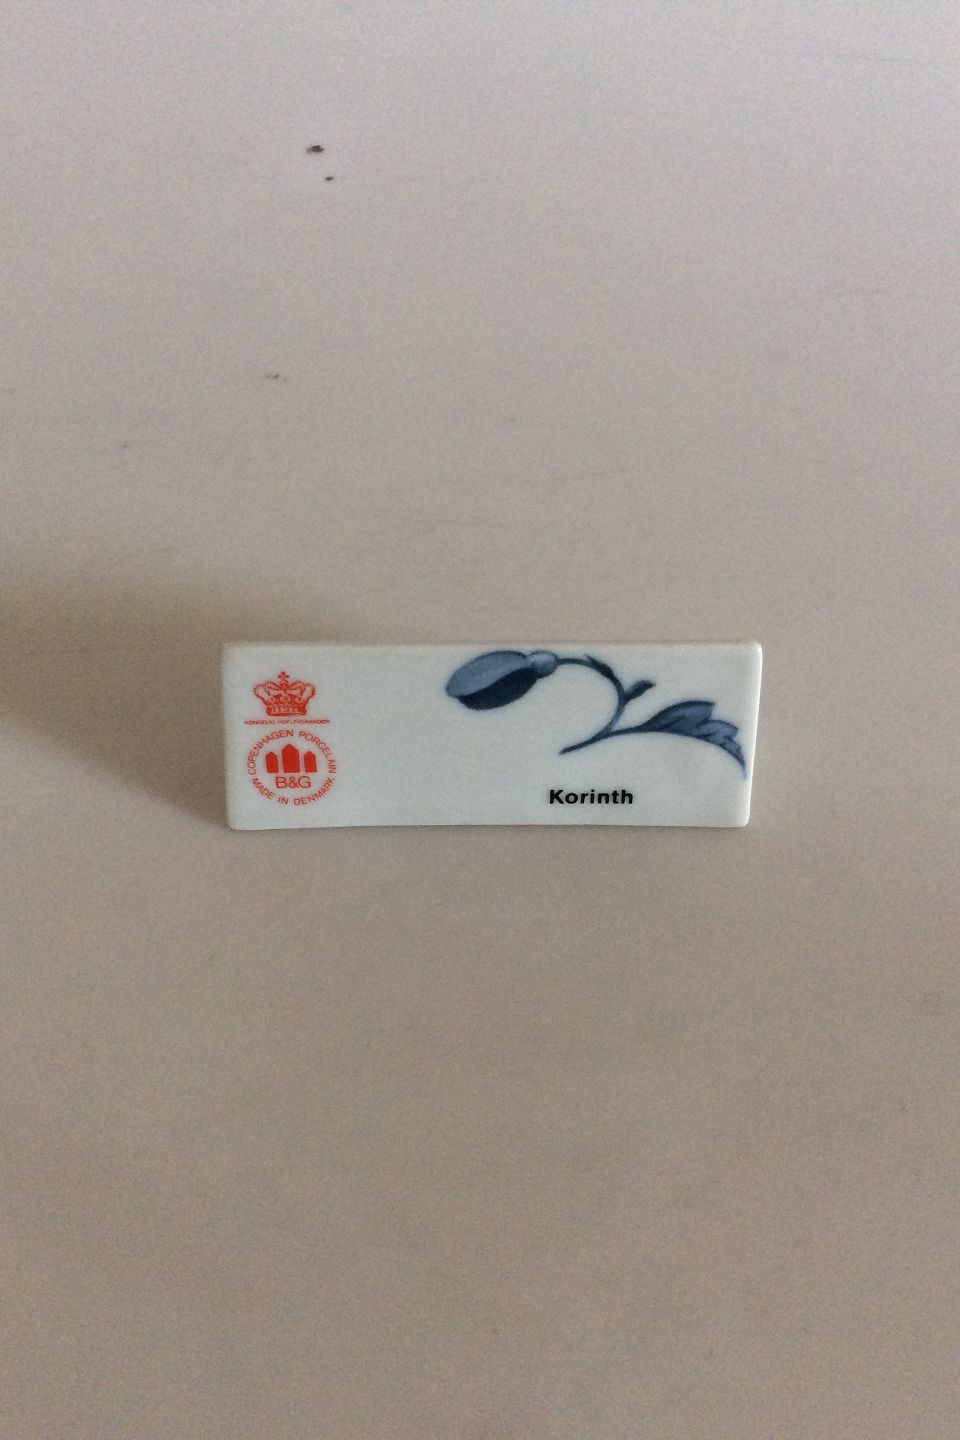 KONGELIG HOFLEVERANDØR
COPENHAGEN PORCELAIN
B&G
MADE IN DENMARK
Korinth